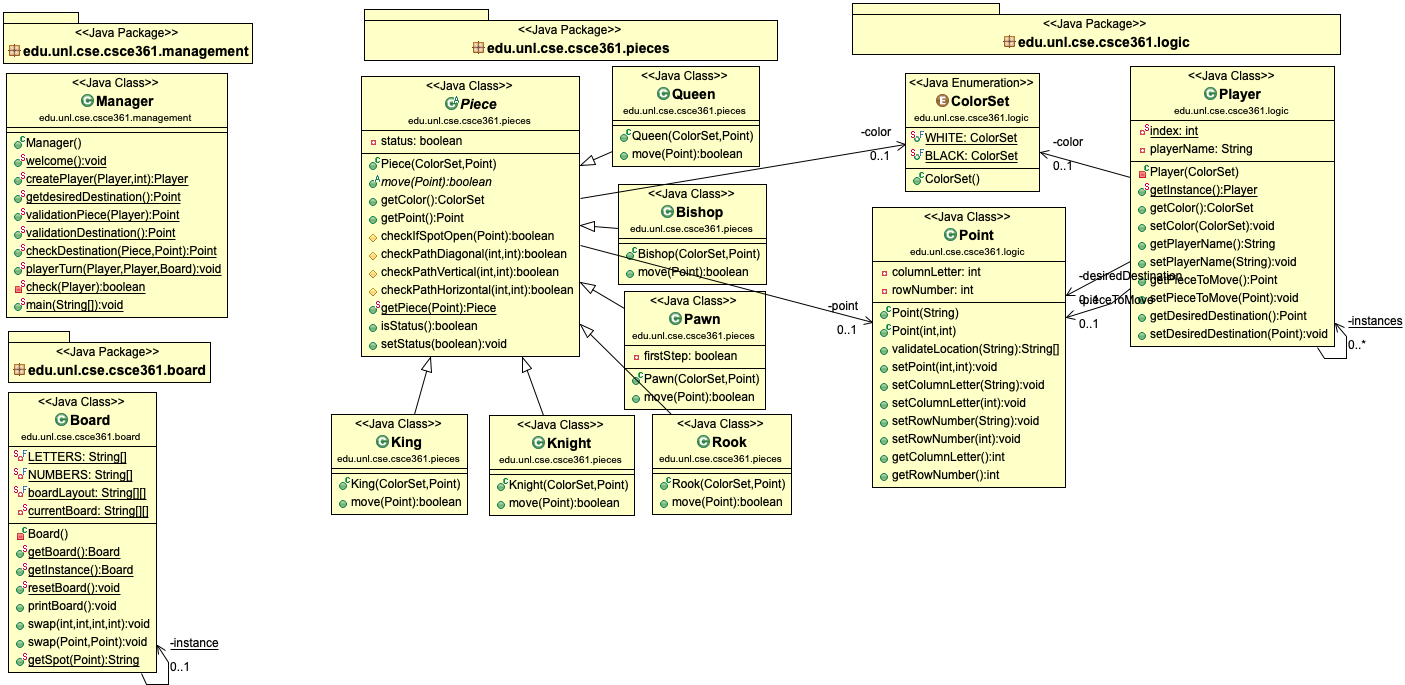 <<Java Package>>
edu.unl.cse.csce361.management
<<Java Class>>
Manager
edu.unl.cse.csce361.management
Manager()
welcome():void
createPlayer(Player,int):Player
getdesiredDestination():Point
validationPiece(Player):Point
validationDestination():Point
checkDestination(Piece,Point):Point
playerTurn(Player,Player,Board):void
check(Player):boolean
main(String[]):void
<<Java Package>>
edu.unl.cse.csce361.board
<<Java Class>>
Board
edu.unl.cse.csce361.board
LETTERS: String[]
NUMBERS: String[]
boardLayout: String[][]
currentBoard: String[][]
Board()
getBoard():Board
getInstance():Board
resetBoard():void
printBoard():void
swap(int,int,int,int):void
swap(Point,Point):void
getSpot(Point):String
-instance
0..1
<<Java Package>>
edu.unl.cse.csce361.pieces
<<Java Class>>
Piece
edu.unl.cse.csce361.pieces
status: boolean
Piece(ColorSet,Point)
move(Point):boolean
getColor():ColorSet
getPoint():Point
checkIfSpotOpen(Point):boolean
checkPathDiagonal(int,int):boolean
checkPathVertical(int,int):boolean
checkPathHorizontal(int,int):boolean
getPiece(Point):Piece
isStatus():boolean
setStatus(boolean):void
<<Java Class>>
Queen
edu.unl.cse.csce361.pieces
Queen(ColorSet,Point)
move(Point):boolean
<<Java Class>>
Bishop
edu.unl.cse.csce361.pieces
Bishop(ColorSet,Point)
move(Point):boolean
<<Java Class>>
Pawn
edu.unl.cse.csce361.pieces
firstStep: boolean
Pawn(ColorSet,Point)
move(Point):boolean
<<Java Class>>
King
edu.unl.cse.csce361.pieces
King(ColorSet,Point)
move(Point):boolean
<<Java Class>>
Knight
edu.unl.cse.csce361.pieces
Knight(ColorSet,Point)
move(Point):boolean
<<Java Class>>
Rook
edu.unl.cse.csce361.pieces
Rook(ColorSet,Point)
move(Point):boolean
-color
0..1
-point
0..1
<<Java Package>>
edu.unl.cse.csce361.logic
<<Java Enumeration>>
ColorSet
edu.unl.cse.csce361.logic
WHITE: ColorSet
BLACK: ColorSet
ColorSet()
-color
0..1
<<Java Class>>
Point
edu.unl.cse.csce361.logic
columnLetter: int
rowNumber: int
Point(String)
Point(int,int)
validateLocation(String):String[]
setPoint(int,int):void
setColumnLetter(String):void
setColumnLetter(int):void
setRowNumber(String):void
setRowNumber(int):void
getColumnLetter():int
getRowNumber():int
-desiredDestination
0..1
-pieceToMove
0..1
<<Java Class>>
Player
edu.unl.cse.csce361.logic
index: int
playerName: String
Player(ColorSet)
getInstance():Player
getColor():ColorSet
setColor(ColorSet):void
getPlayerName():String
setPlayerName(String):void
getPieceToMove():Point
setPieceToMove(Point):void
getDesiredDestination():Point
setDesiredDestination(Point):void
-instances
0..*